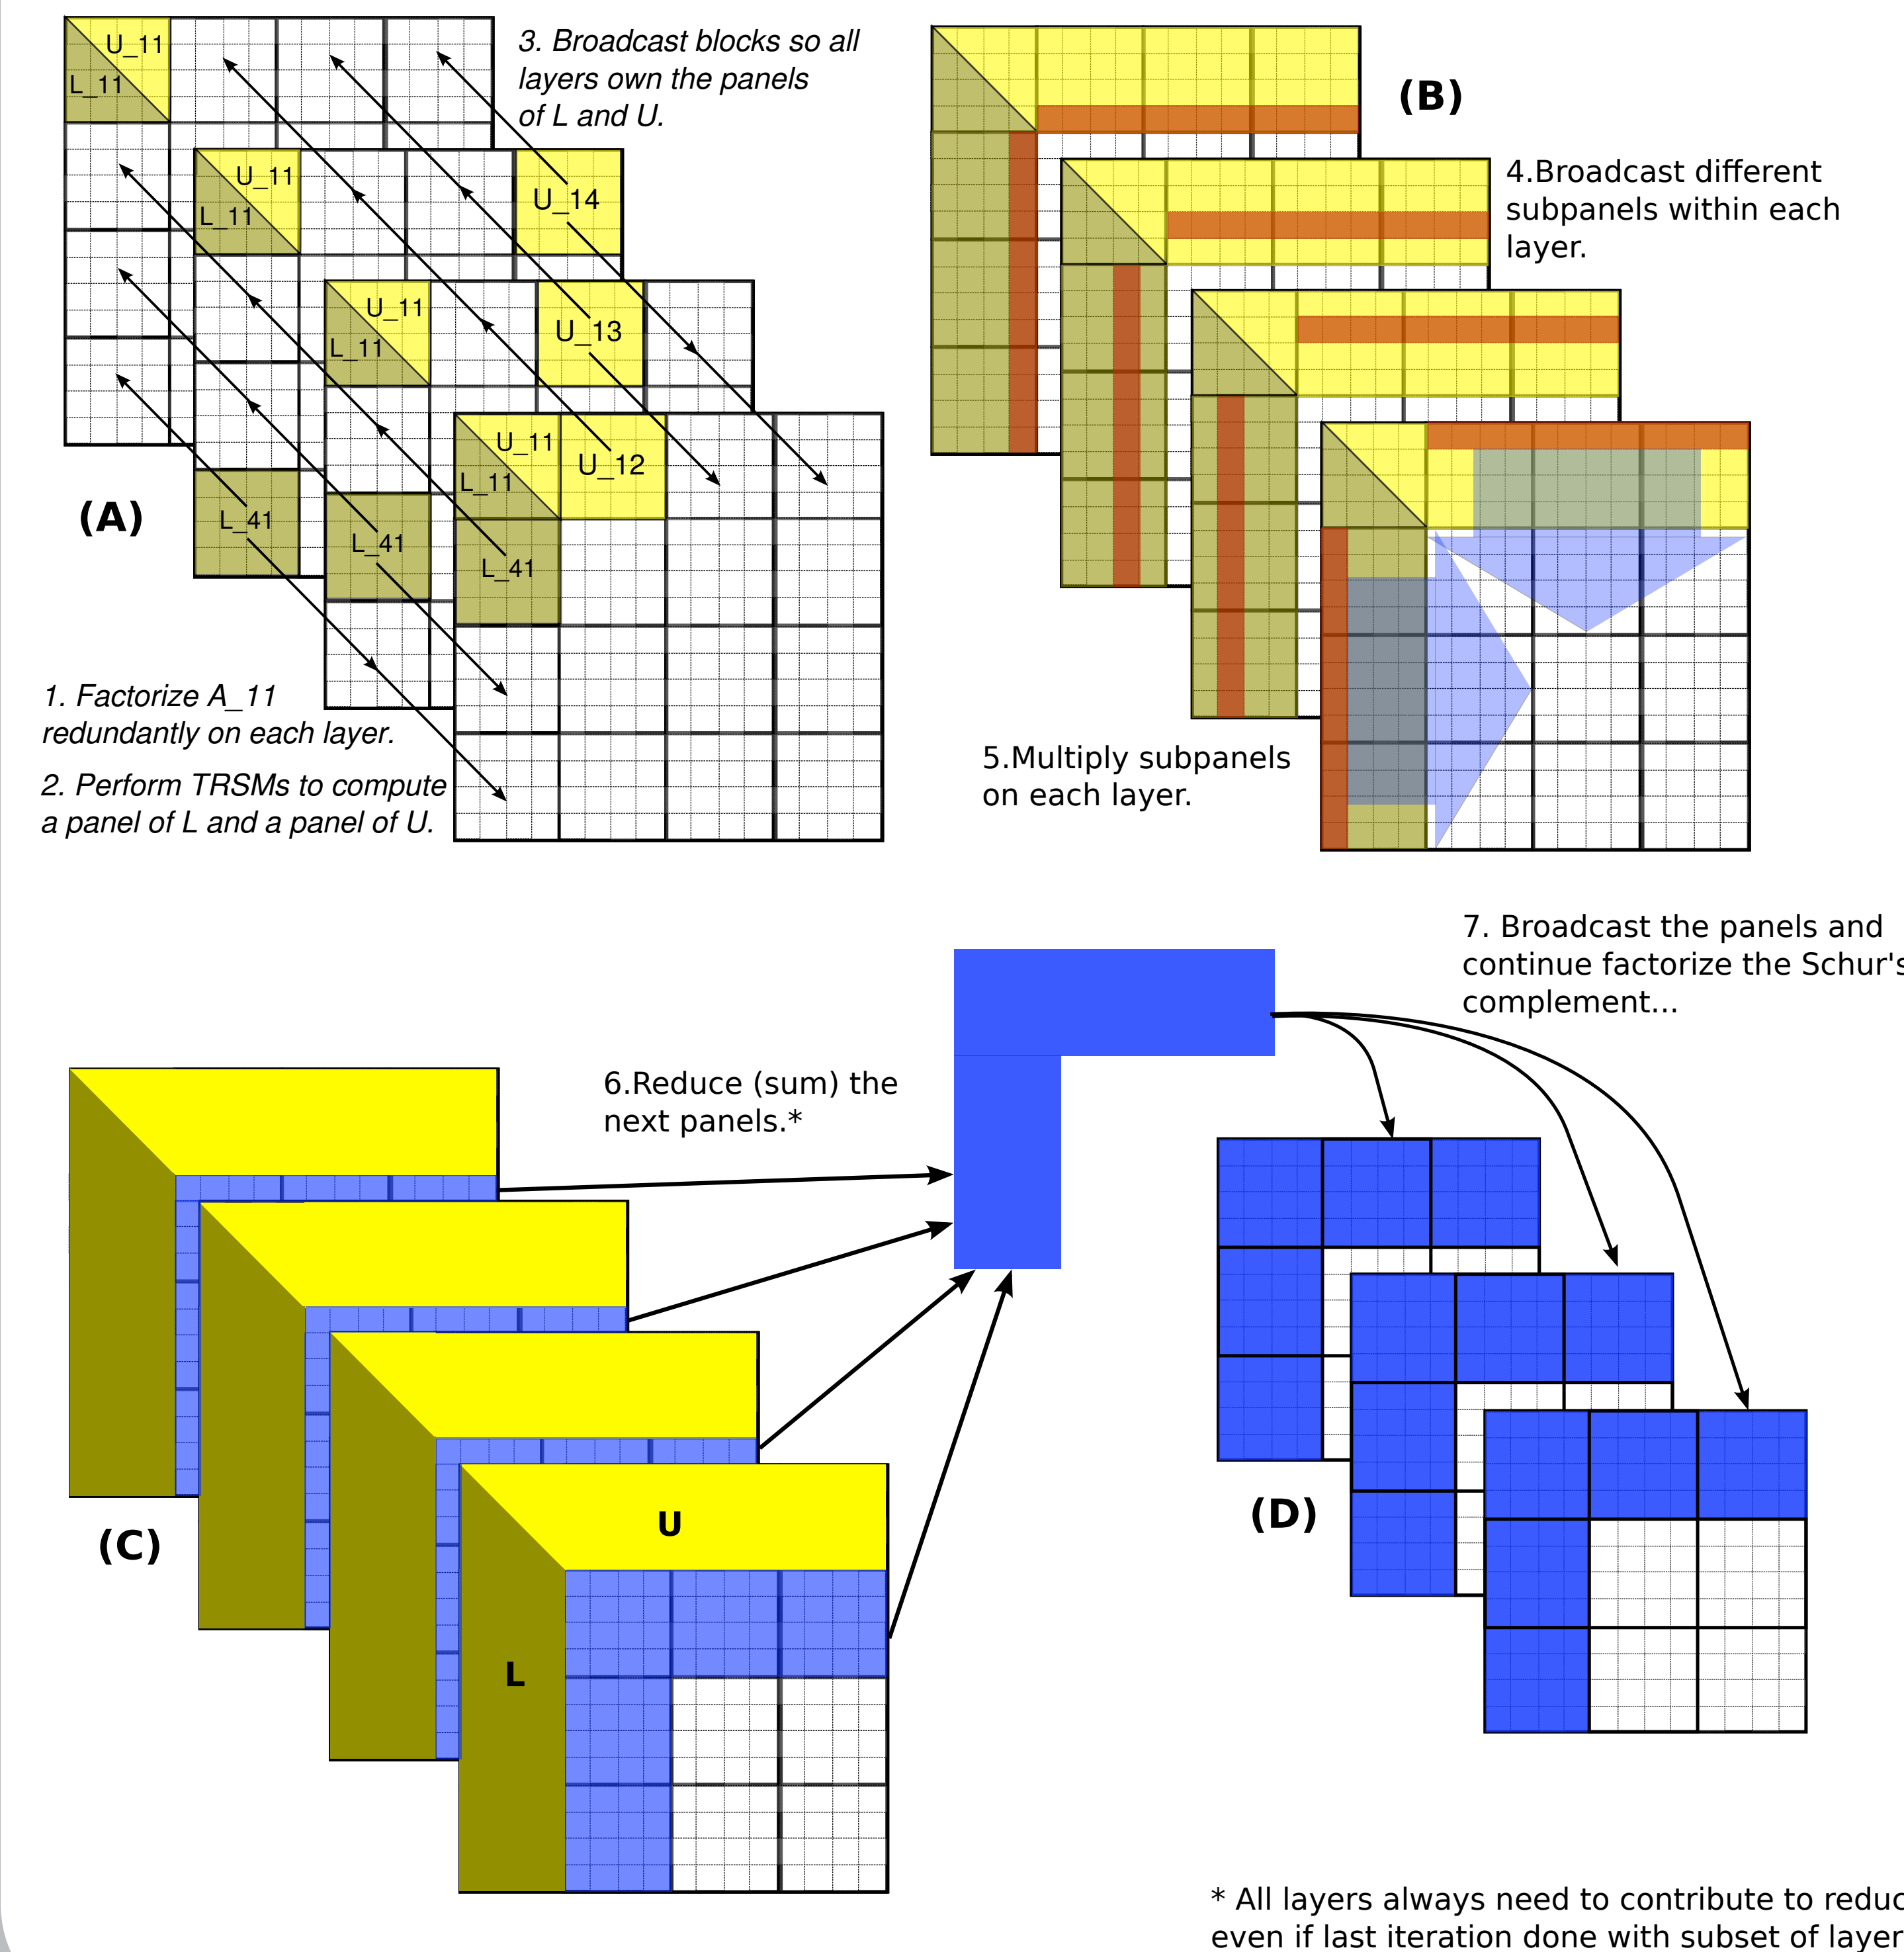 U_11
L_11
3. Broadcast blocks so all
layers own the panels
of L and U.
U_11
L_11
U_14
U_11
L_11
U_13
U_11
L_11
U_12
L_41
L_41
L_41
(A)
1. Factorize A_11
redundantly on each layer.
2. Perform TRSMs to compute
a panel of L and a panel of U.
(B)
4.Broadcast different
subpanels within each
layer.
5.Multiply subpanels
on each layer.
6.Reduce (sum) the
next panels.*
7. Broadcast the panels and
continue factorize the Schur's
complement...
(C)
U
L
(D)
* All layers always need to contribute to reduc
even if last iteration done with subset of layer